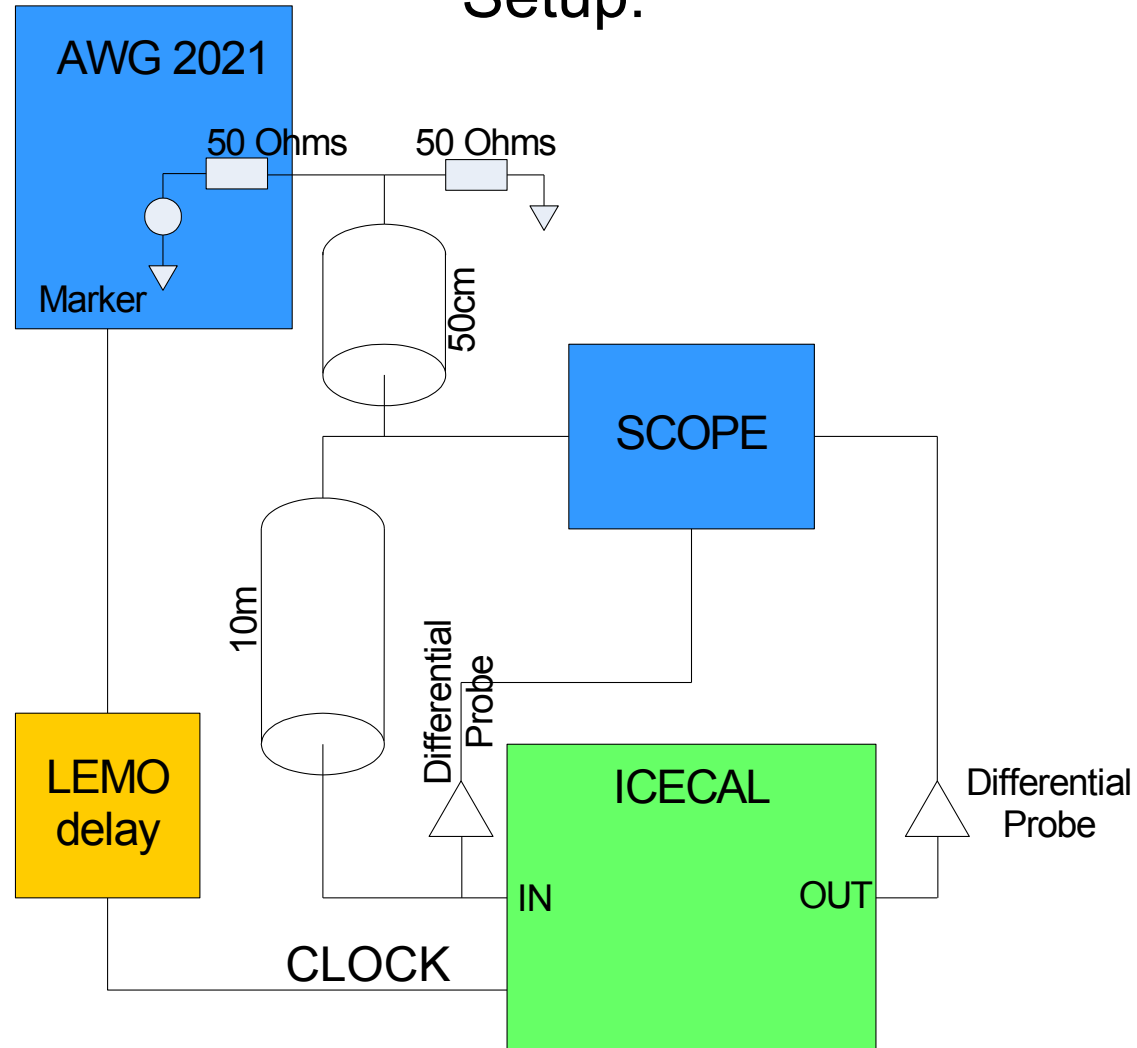 Setup:
AWG 2021
50 Ohms
50 Ohms
Marker
50cm
SCOPE
10m
Differential
Probe
LEMO
delay
ICECAL
Differential
Probe
IN
OUT
CLOCK